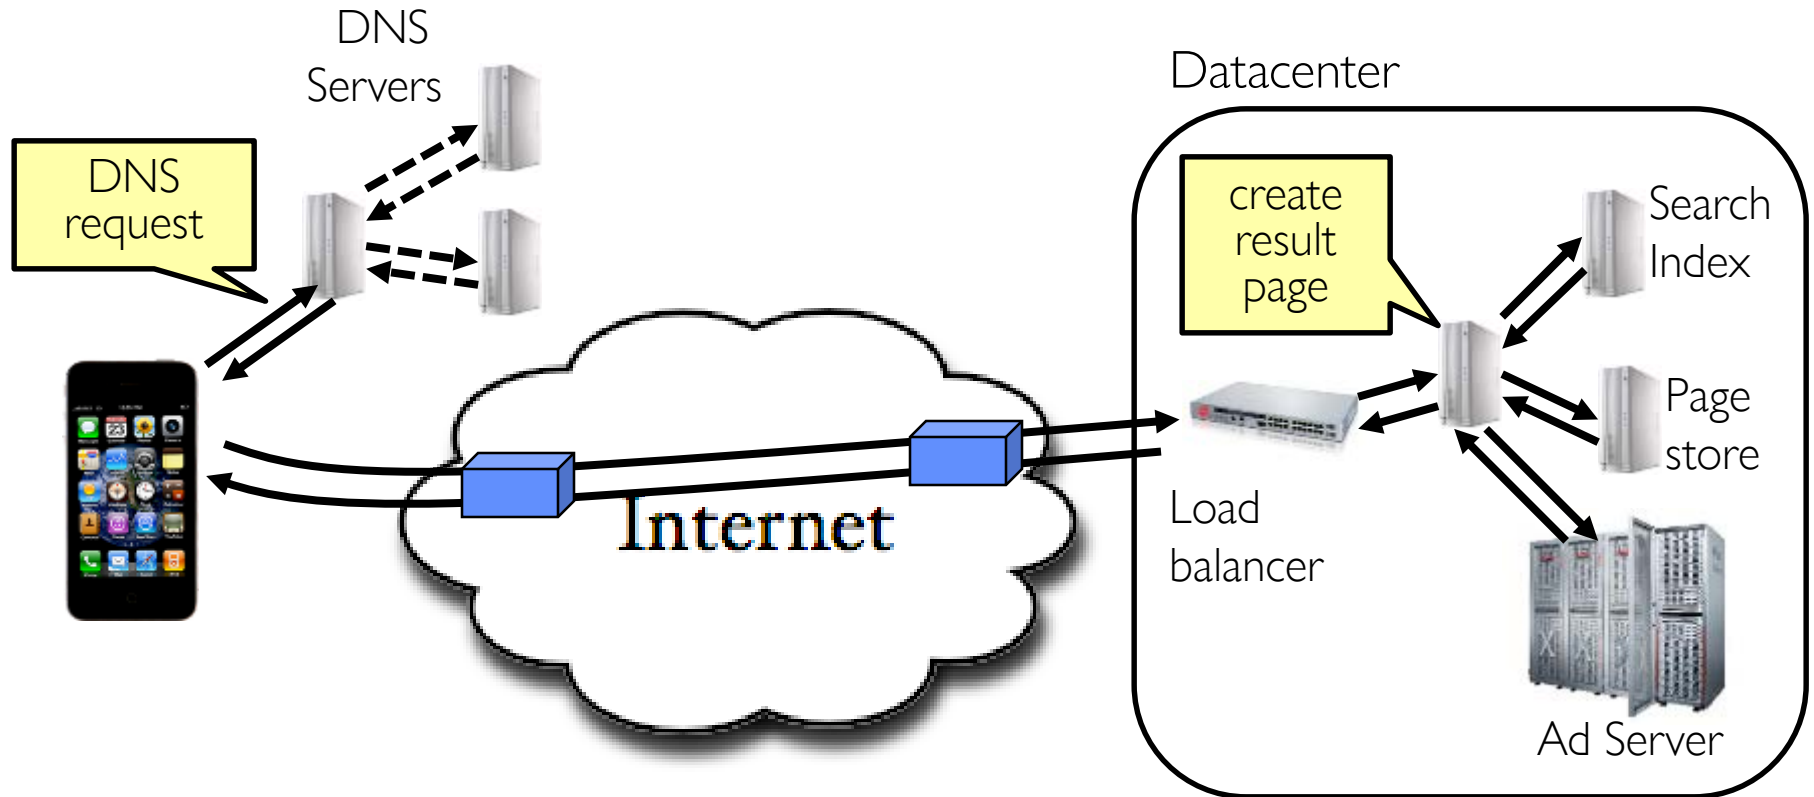 DNS
Servers
DNS
request
Internet
Datacenter
create
result
page
Search
Index
Page
store
Load
balancer
Ad Server